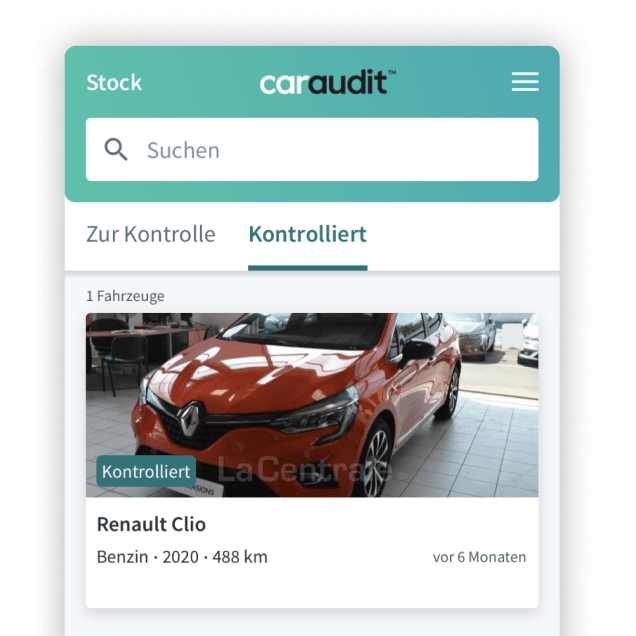 Stock
caraudit™
Suchen
Zur Kontrolle
Kontrolliert
1 Fahrzeuge
LaCentrale.
Kontrolliert
Renault Clio
Benzin · 2020 · 488 km
vor 6 Monaten